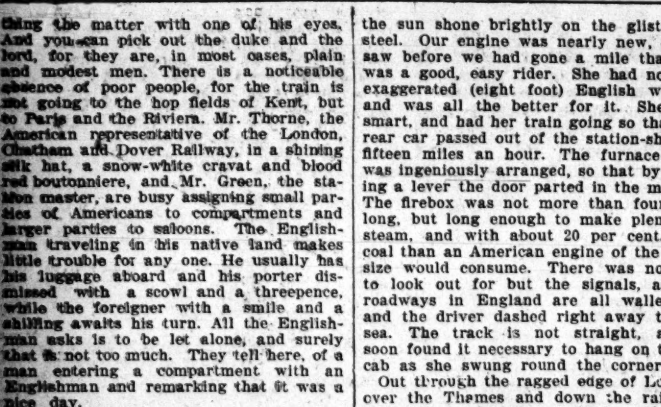 thing the matter with one of his eyes.
And you can pick out the duke and the
lord, for they are, in most cases, plain
and modest men. There is a noticeable
absence of poor people, for the train is
not going to the hop fields of Kent, but
to Paris and the Riviera. Mr. Thorne, the
American representative of the London,
Chatham and Dover Railway, in a shining
silk hat, a snow-white cravat and blood
red boutonniere, and Mr. Green, the sta-
tion master, are busy assigning small par-
ties of Americans to compartments and
larger parties to saloons. The English-
man traveling in his native land makes
little trouble for any one. He usually has
his luggage aboard and his porter dis-
missed with a scowl and a threepence,
while the foreigner with a smile and a
shilling awaits his turn. All the English-
man asks is to be let alone, and surely
that is not too much. They tell here, of a
man entering a compartment with an
Englishman and remarking that it was a
nice day.
the sun shone brightly on the glist
steel. Our engine was nearly new,
saw before we had gone a mile tha
was a good, easy rider. She had no
exaggerated (eight foot) English w
and was all the better for it. She
smart, and had her train going so tha
rear car passed out of the station-sh
fifteen miles an hour. The furnace
was ingeniously arranged, so that by
ing a lever the door parted in the m
The firebox was not more than four
long, but long enough to make plen
steam, and with about 20 per cent.
coal than an American engine of the
size would consume. There was no
to look out for but the signals, a
roadways in England are all walle
and the driver dashed right away t
sea. The track is not straight,
soon found it necessary to hang on t
cab as she swung round the corner
Out through the ragged edge of Lo
over the Thames and down the ra